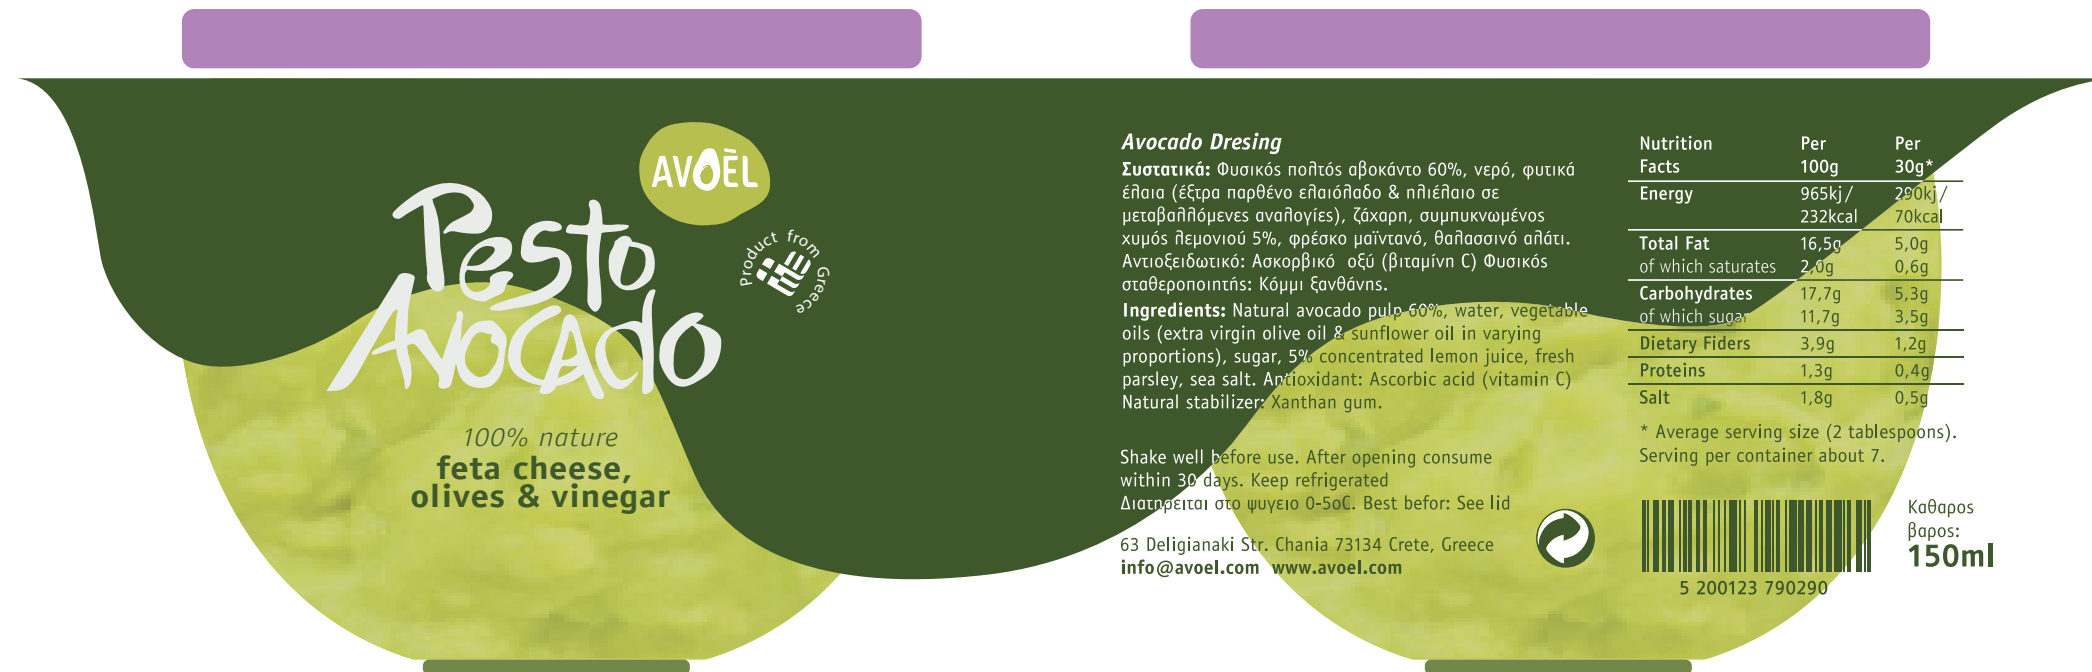 AVOÈL
Product from Greece
Pesto
AVOCADO
100% nature
feta cheese,
olives & vinegar
Avocado Dresing
Συστατικά: Φυσικός πολτός αβοκάντο 60%, νερό, φυτικά
έλαια (έξτρα παρθένο ελαιόλαδο & ηλιέλαιο σε
μεταβαλλόμενες αναλογίες), ζάχαρη, συμπυκνωμένος
χυμός λεμονιού 5%, φρέσκο μαϊντανό, θαλασσινό αλάτι.
Αντιοξειδωτικό: Ασκορβικό οξύ (βιταμίνη C) Φυσικός
σταθεροποιητής: Κόμμι ξανθάνης.
Ingredients: Natural avocado pulp 60%, water, vegetable
oils (extra virgin olive oil & sunflower oil in varying
proportions), sugar, 5% concentrated lemon juice, fresh
parsley, sea salt. Antioxidant: Ascorbic acid (vitamin C)
Natural stabilizer: Xanthan gum.
Shake well before use. After opening consume
within 30 days. Keep refrigerated
Διατηρειται στο ψυγειο 0-5οC. Best befor: See lid
63 Deligianaki Str. Chania 73134 Crete, Greece
info@avoel.com www.avoel.com
Nutrition Per Per
Facts 100g 30g*
Energy 965kj/ 290kj/
232kcal 70kcal
Total Fat 16,5g 5,0g
of which saturates 2,0g 0,6g
Carbohydrates 17,7g 5,3g
of which sugar 11,7g 3,5g
Dietary Fiders 3,9g 1,2g
Proteins 1,3g 0,4g
Salt 1,8g 0,5g
* Average serving size (2 tablespoons).
Serving per container about 7.
5 200123 790290
Καθαρος
βαρος:
150ml